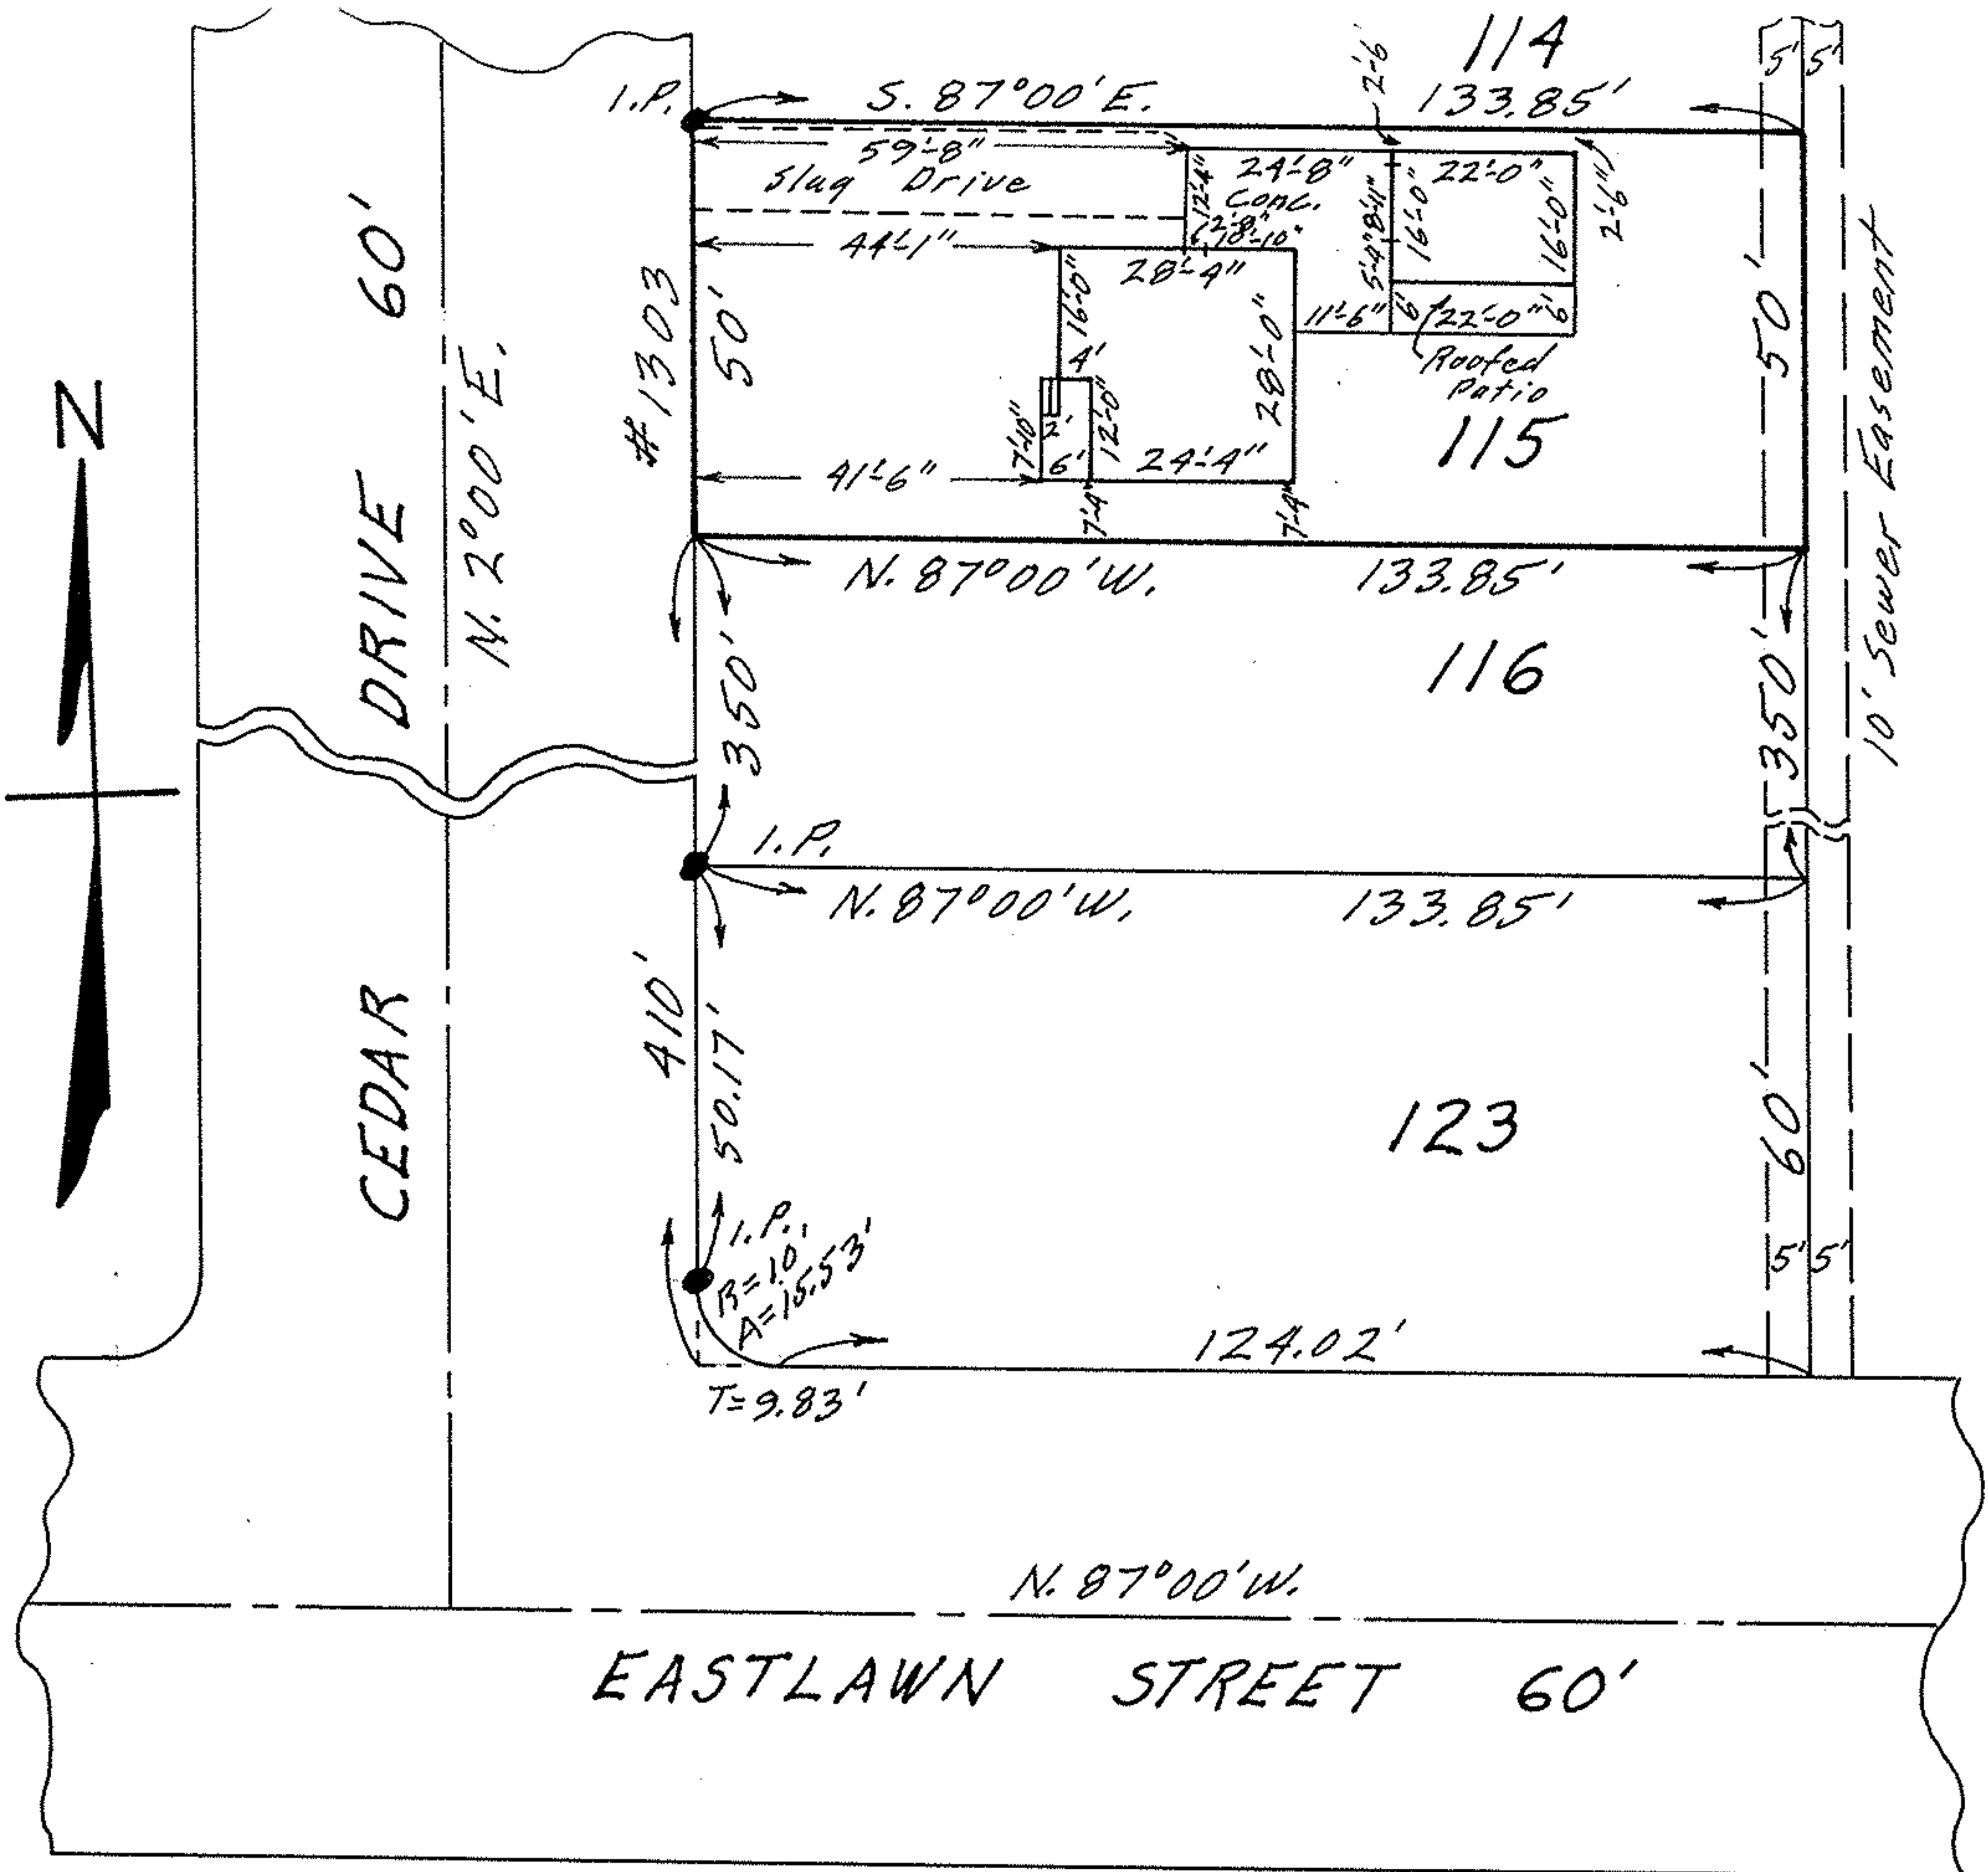 114
2'-6"
5' 5'
I.P.
S. 87°00' E.
133.85'
59'-8"
Slag Drive
24'-8"
Conc.
12'-4"
2'-8"
18'-10"
22'-0"
16'-0"
16'-0"
2'-6"
8'-11"
5'-4"
44'-1"
28'-4"
16'-0"
28'-0"
11'-6"
6'
22'-0"
6'
Roofed
Patio
4'
7'-10"
2'
6'
12'-0"
24'-4"
41'-6"
7'-4"
7'-4"
115
#1303
50'
50'
10' Sewer Easement
N
CEDAR DRIVE 60'
N. 2°00' E.
N. 87°00' W.
133.85'
116
350'
350'
I.P.
N. 87°00' W.
133.85'
410'
50.17'
123
60'
I.P.
R=10'
A=15.53'
5' 5'
124.02'
T=9.83'
N. 87°00' W.
EASTLAWN STREET 60'